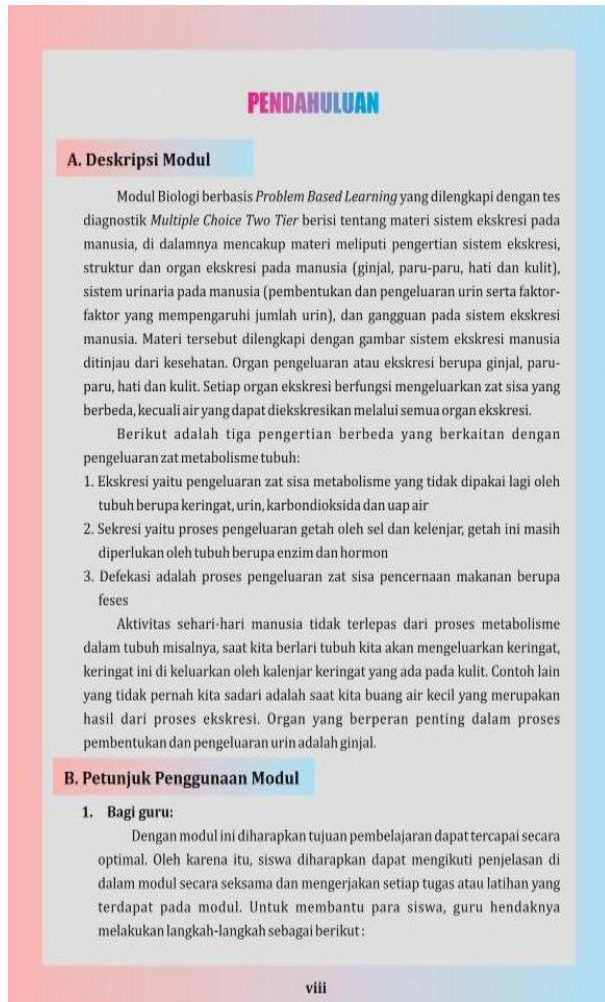 PENDAHULUAN
A. Deskripsi Modul
Modul Biologi berbasis Problem Based Learning yang dilengkapi dengan tes
diagnostik Multiple Choice Two Tier berisi tentang materi sistem ekskresi pada
manusia, di dalamnya mencakup materi meliputi pengertian sistem ekskresi,
struktur dan organ ekskresi pada manusia (ginjal, paru-paru, hati dan kulit),
sistem urinaria pada manusia (pembentukan dan pengeluaran urin serta faktor-
faktor yang mempengaruhi jumlah urin), dan gangguan pada sistem ekskresi
manusia. Materi tersebut dilengkapi dengan gambar sistem ekskresi manusia
ditinjau dari kesehatan. Organ pengeluaran atau ekskresi berupa ginjal, paru-
paru, hati dan kulit. Setiap organ ekskresi berfungsi mengeluarkan zat sisa yang
berbeda, kecuali air yang dapat diekskresikan melalui semua organ ekskresi.
Berikut adalah tiga pengertian berbeda yang berkaitan dengan
pengeluaran zat metabolisme tubuh:
1. Ekskresi yaitu pengeluaran zat sisa metabolisme yang tidak dipakai lagi oleh
tubuh berupa keringat, urin, karbondioksida dan uap air
2. Sekresi yaitu proses pengeluaran getah oleh sel dan kelenjar, getah ini masih
diperlukan oleh tubuh berupa enzim dan hormon
3. Defekasi adalah proses pengeluaran zat sisa pencernaan makanan berupa
feses
Aktivitas sehari-hari manusia tidak terlepas dari proses metabolisme
dalam tubuh misalnya, saat kita berlari tubuh kita akan mengeluarkan keringat,
keringat ini di keluarkan oleh kalenjar keringat yang ada pada kulit. Contoh lain
yang tidak pernah kita sadari adalah saat kita buang air kecil yang merupakan
hasil dari proses ekskresi. Organ yang berperan penting dalam proses
pembentukan dan pengeluaran urin adalah ginjal.
B. Petunjuk Penggunaan Modul
1. Bagi guru:
Dengan modul ini diharapkan tujuan pembelajaran dapat tercapai secara
optimal. Oleh karena itu, siswa diharapkan dapat mengikuti penjelasan di
dalam modul secara seksama dan mengerjakan setiap tugas atau latihan yang
terdapat pada modul. Untuk membantu para siswa, guru hendaknya
melakukan langkah-langkah sebagai berikut :
viii